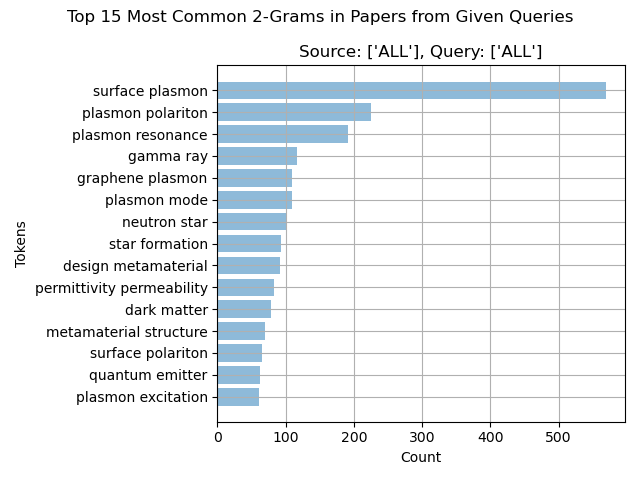 Top 15 Most Common 2-Grams in Papers from Given Queries
Source: ['ALL'], Query: ['ALL']
surface plasmon
plasmon polariton
plasmon resonance
gamma ray
graphene plasmon
plasmon mode
neutron star
star formation
design metamaterial
permittivity permeability
dark matter
metamaterial structure
surface polariton
quantum emitter
plasmon excitation
Tokens
0 100 200 300 400 500
Count